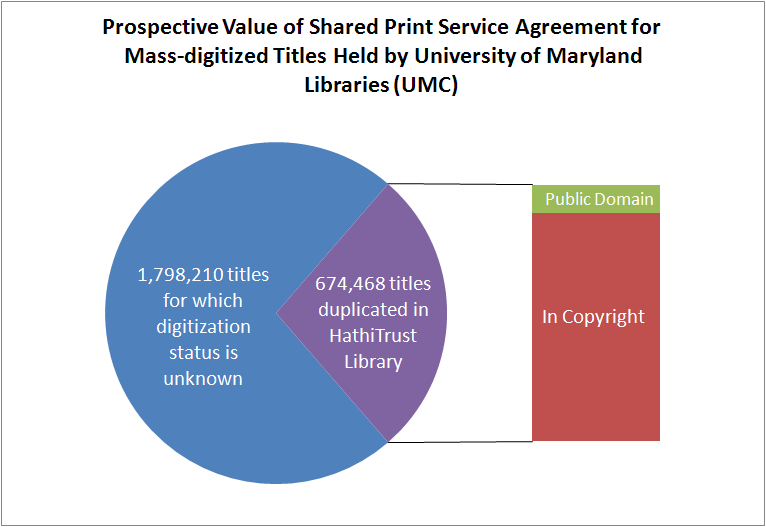 Prospective Value of Shared Print Service Agreement for
Mass-digitized Titles Held by University of Maryland
Libraries (UMC)
1,798,210 titles
for which
digitization
status is
unknown
674,468 titles
duplicated in
HathiTrust
Library
Public Domain
In Copyright